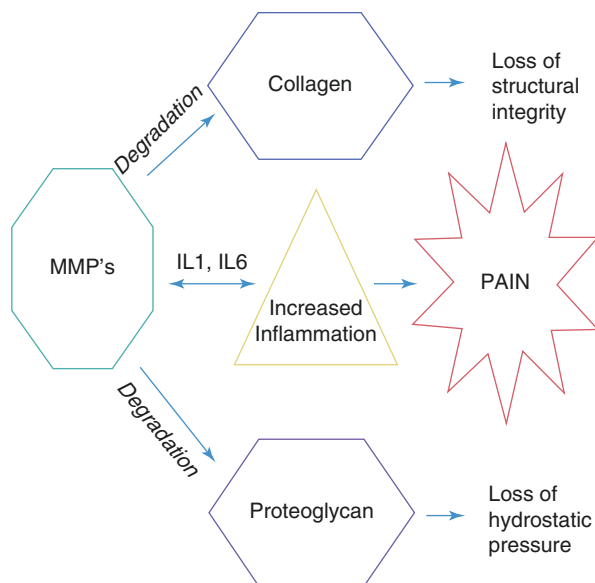 Collagen
Loss of
structural
integrity
Degradation
MMP's
IL1, IL6
Increased
Inflammation
PAIN
Degradation
Proteoglycan
Loss of
hydrostatic
pressure